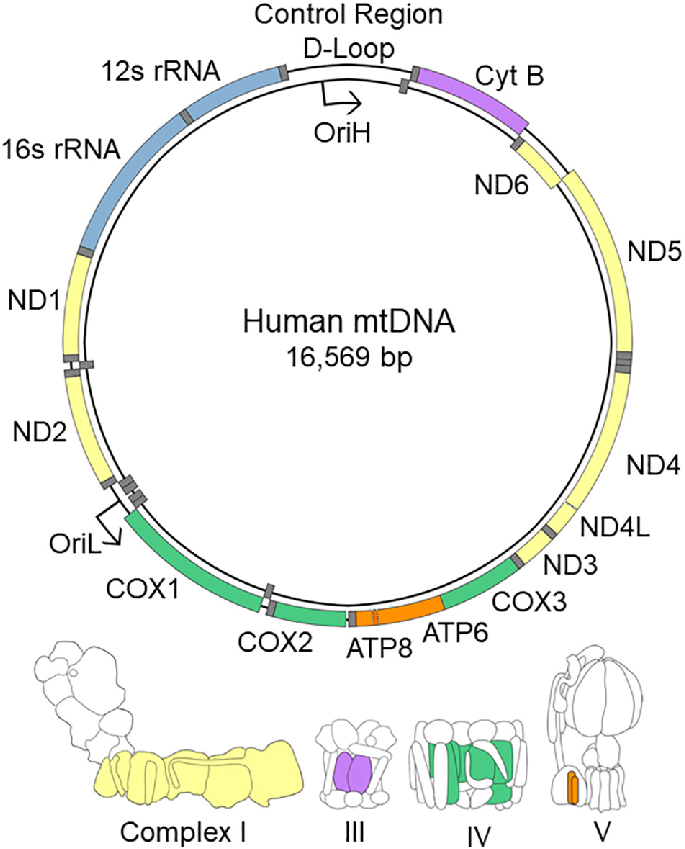 Control Region
D-Loop
12s rRNA
Cyt B
OriH
16s rRNA
ND6
ND5
ND1
Human mtDNA
16,569 bp
ND2
ND4
OriL
ND4L
ND3
COX1
COX3
COX2
ATP8
ATP6
Complex I
III
IV
V